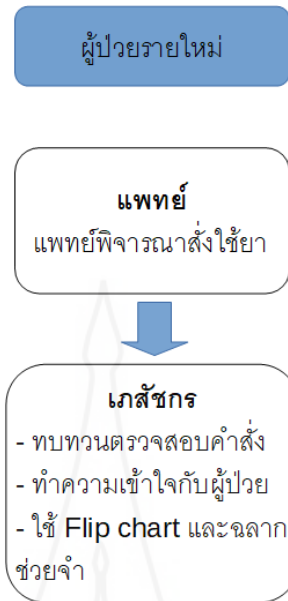 ผู้ป่วยรายใหม่
แพทย์
แพทย์พิจารณาสั่งใช้ยา
เภสัชกร
- ทบทวนตรวจสอบคำสั่ง
- ทำความเข้าใจกับผู้ป่วย
- ใช้ Flip chart และฉลาก
ช่วยจำ